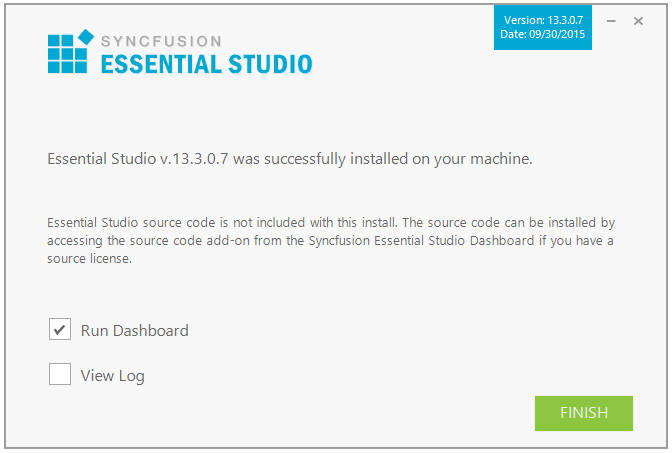 Version: 13.3.0.7
Date: 09/30/2015
SYNCFUSION
ESSENTIAL STUDIO
Essential Studio v.13.3.0.7 was successfully installed on your machine.
Essential Studio source code is not included with this install. The source code can be installed by
accessing the source code add-on from the Syncfusion Essential Studio Dashboard if you have a
source license.
Run Dashboard
View Log
FINISH